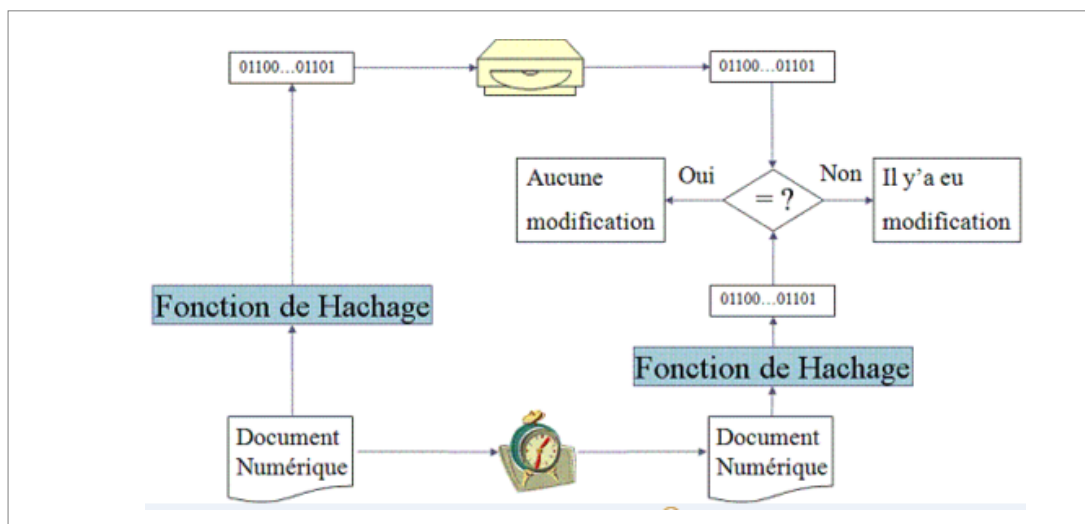 01100...01101
01100...01101
Aucune
modification
Oui
= ?
Non
Il y'a eu
modification
Fonction de Hachage
01100...01101
Fonction de Hachage
Document
Numérique
Document
Numérique